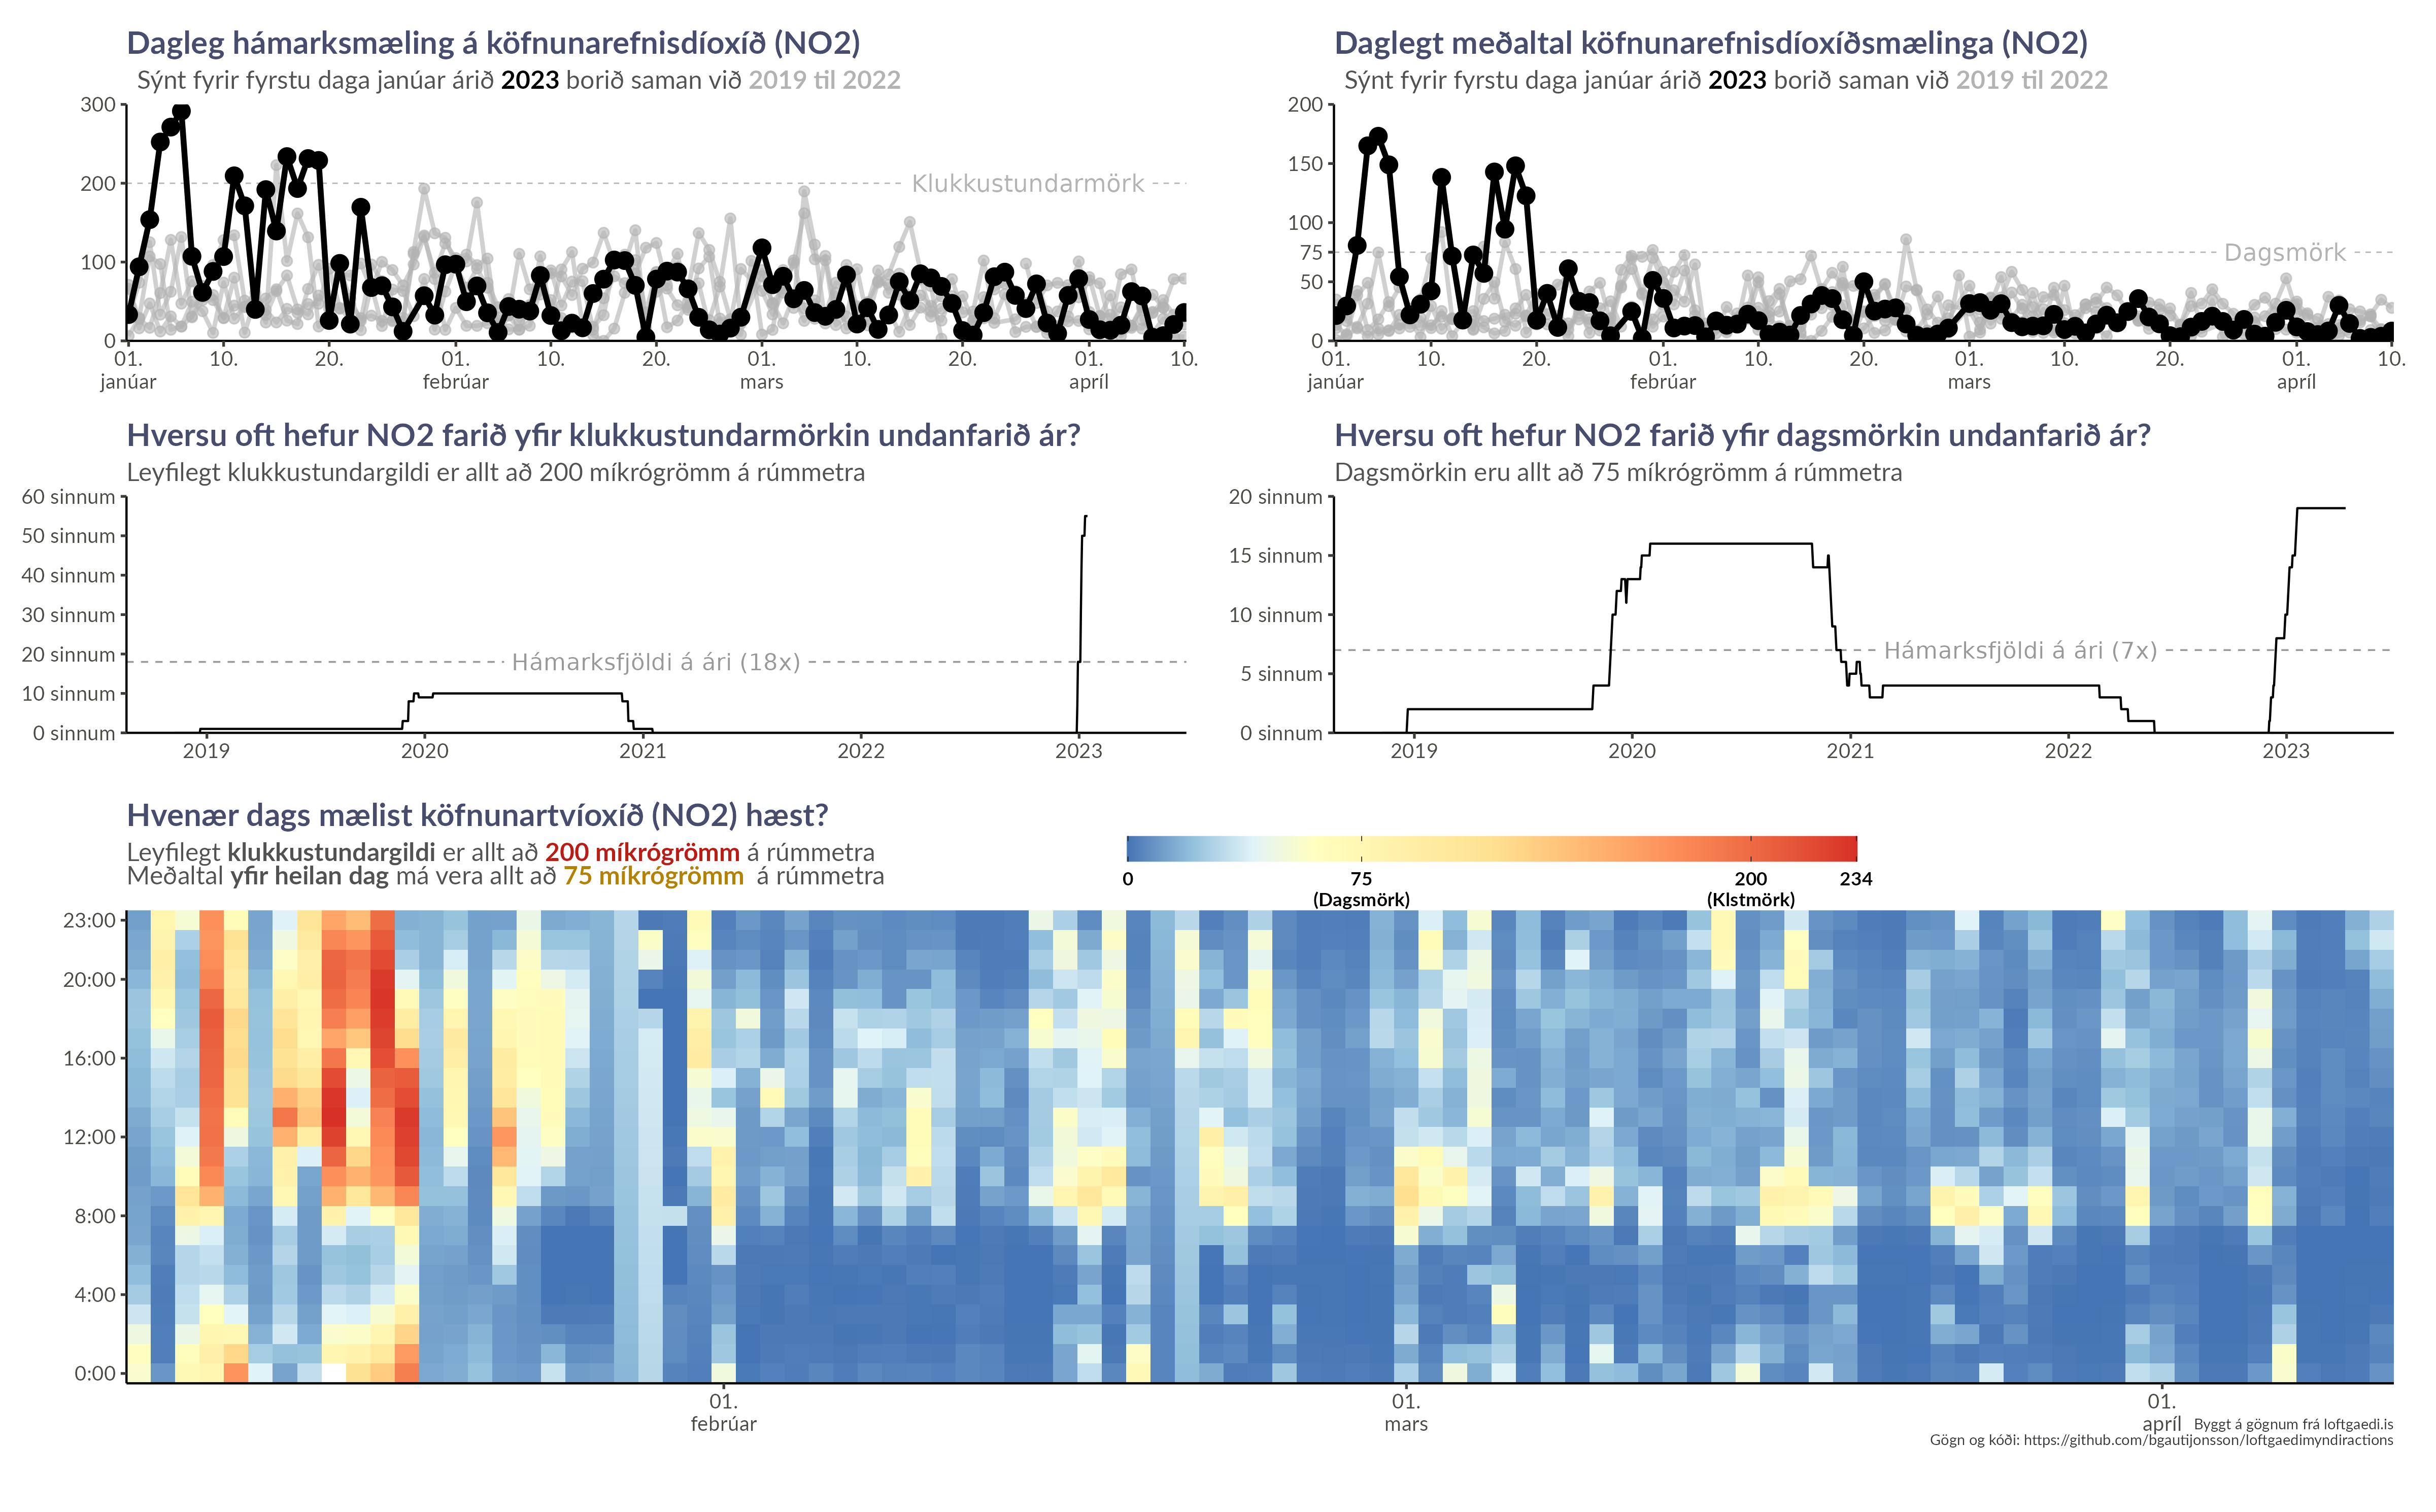 Dagleg hámarksmæling á köfnunarefnisdíoxíð (NO2)
Sýnt fyrir fyrstu daga janúar árið 2023 borið saman við 2019 til 2022
300
200
100
0
Klukkustundarmörk
01. 10. 20. 01. 10. 20. 01. 10. 20. 01. 10.
janúar febrúar mars apríl
Daglegt meðaltal köfnunarefnisdíoxíðsmælinga (NO2)
Sýnt fyrir fyrstu daga janúar árið 2023 borið saman við 2019 til 2022
200
150
100
75
50
0
Dagsmörk
01. 10. 20. 01. 10. 20. 01. 10. 20. 01. 10.
janúar febrúar mars apríl
Hversu oft hefur NO2 farið yfir klukkustundarmörkin undanfarið ár?
Leyfilegt klukkustundargildi er allt að 200 míkrógrömm á rúmmetra
60 sinnum
50 sinnum
40 sinnum
30 sinnum
20 sinnum
10 sinnum
0 sinnum
Hámarksfjöldi á ári (18x)
2019 2020 2021 2022 2023
Hversu oft hefur NO2 farið yfir dagsmörkin undanfarið ár?
Dagsmörkin eru allt að 75 míkrógrömm á rúmmetra
20 sinnum
15 sinnum
10 sinnum
5 sinnum
0 sinnum
Hámarksfjöldi á ári (7x)
2019 2020 2021 2022 2023
Hvenær dags mælist köfnunartvíoxíð (NO2) hæst?
Leyfilegt klukkustundargildi er allt að 200 míkrógrömm á rúmmetra
Meðaltal yfir heilan dag má vera allt að 75 míkrógrömm á rúmmetra
0 75 200 234
(Dagsmörk) (Klstmörk)
23:00
20:00
16:00
12:00
8:00
4:00
0:00
01. 01. 01.
febrúar mars apríl
Byggt á gögnum frá loftgaedi.is
Gögn og kóði: https://github.com/bgautijonsson/loftgaedimyndiractions